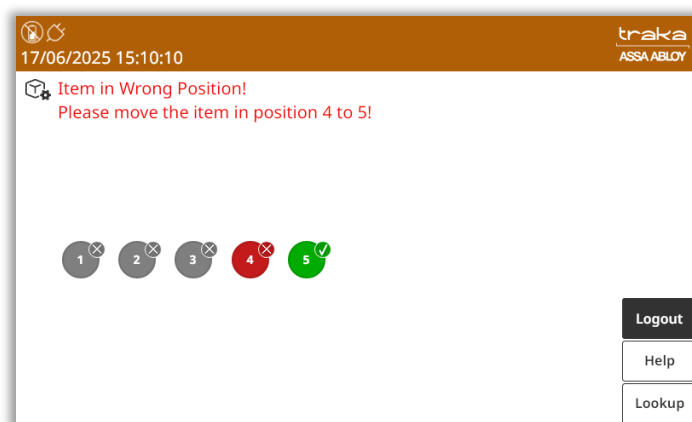 17/06/2025 15:10:10
traka
ASSA ABLOY
Item in Wrong Position!
Please move the item in position 4 to 5!
1 2 3 4 5
Logout
Help
Lookup